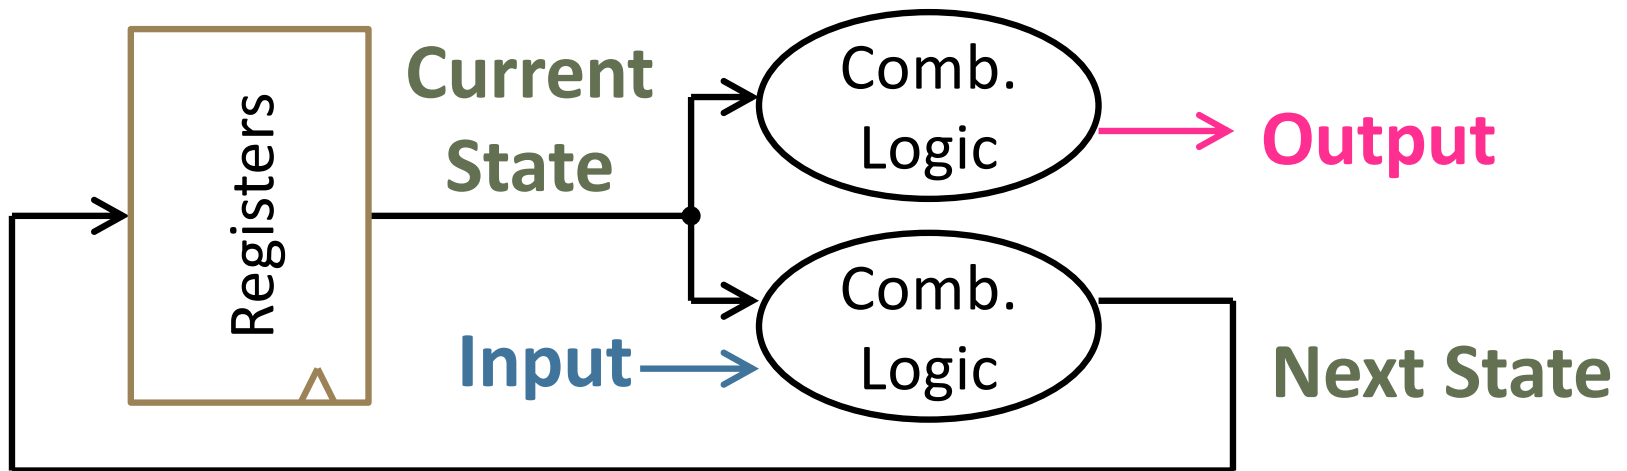 Registers
Current
State
Comb.
Logic
Output
Input
Comb.
Logic
Next State